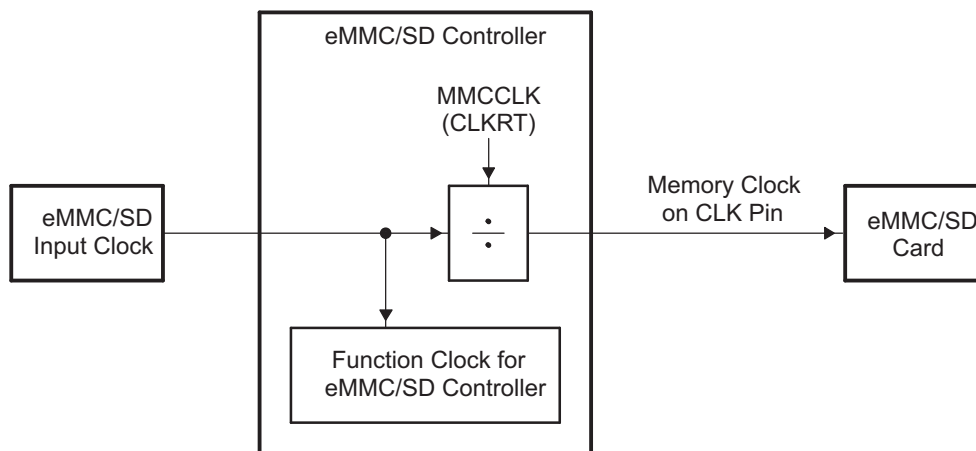 eMMC/SD Controller
MMCCLK
(CLKRT)
eMMC/SD
Input Clock
÷
Memory Clock
on CLK Pin
eMMC/SD
Card
Function Clock for
eMMC/SD Controller